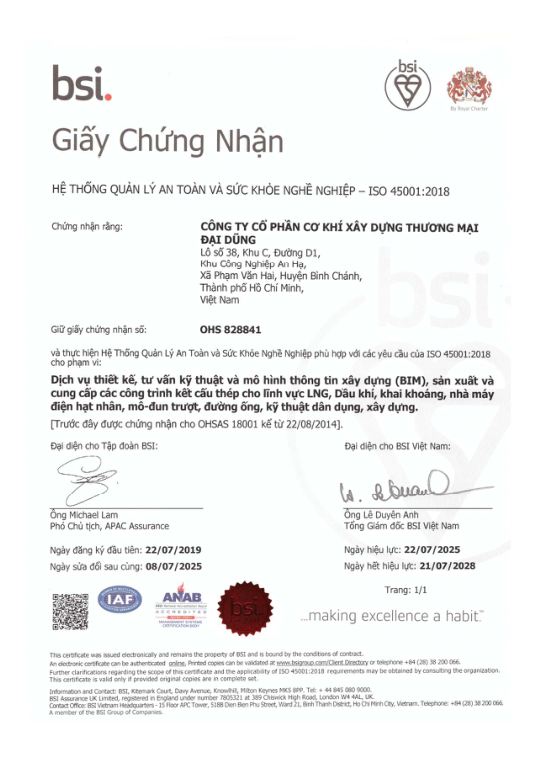 bsi.
bsi
By Royal Charter
Giấy Chứng Nhận
HỆ THỐNG QUẢN LÝ AN TOÀN VÀ SỨC KHỎE NGHỀ NGHIỆP – ISO 45001:2018
Chứng nhận rằng:
CÔNG TY CỔ PHẦN CƠ KHÍ XÂY DỰNG THƯƠNG MẠI
ĐẠI DŨNG
Lô số 38, Khu C, Đường D1,
Khu Công Nghiệp An Hạ,
Xã Phạm Văn Hai, Huyện Bình Chánh,
Thành phố Hồ Chí Minh,
Việt Nam
bsi.
Giữ giấy chứng nhận số:
OHS 828841
và thực hiện Hệ Thống Quản Lý An Toàn và Sức Khỏe Nghề Nghiệp phù hợp với các yêu cầu của ISO 45001:2018
cho phạm vi:
Dịch vụ thiết kế, tư vấn kỹ thuật và mô hình thông tin xây dựng (BIM), sản xuất và
cung cấp các công trình kết cấu thép cho lĩnh vực LNG, Dầu khí, khai khoáng, nhà máy
điện hạt nhân, mô-đun trượt, đường ống, kỹ thuật dân dụng, xây dựng.
[Trước đây được chứng nhận cho OHSAS 18001 kể từ 22/08/2014].
Đại diện cho Tập đoàn BSI:
Đại diện cho BSI Việt Nam:
Ông Michael Lam
Phó Chủ tịch, APAC Assurance
Ông Lê Duyên Anh
Tổng Giám đốc BSI Việt Nam
Ngày đăng ký đầu tiên: 22/07/2019
Ngày hiệu lực: 22/07/2025
Ngày sửa đổi sau cùng: 08/07/2025
Ngày hết hiệu lực: 21/07/2028
Trang: 1/1
IAF
ANAB
ACCREDITED
MANAGEMENT SYSTEMS
CERTIFICATION BODY
bsi.
...making excellence a habit.™
This certificate was issued electronically and remains the property of BSI and is bound by the conditions of contract.
An electronic certificate can be authenticated online. Printed copies can be validated at www.bsigroup.com/Client Directory or telephone +84 (28) 38 200 066.
Further clarifications regarding the scope of this certificate and the applicability of ISO 45001:2018 requirements may be obtained by consulting the organization.
This certificate is valid only if provided original copies are in complete set.
Information and Contact: BSI, Kitemark Court, Davy Avenue, Knowlhill, Milton Keynes MK5 8PP. Tel: + 44 845 080 9000.
BSI Assurance UK Limited, registered in England under number 7805321 at 389 Chiswick High Road, London W4 4AL, UK.
Contact Office: BSI Vietnam Headquarters - 15 Floor APC Tower, 518B Dien Bien Phu Street, Ward 21, Binh Thanh District, Ho Chi Minh City, Vietnam. Telephone: +84 (28) 38 200 066.
A member of the BSI Group of Companies.